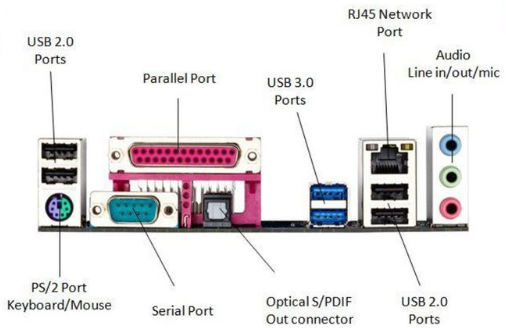 RJ45 Network
Port
USB 2.0
Ports
Audio
Line in/out/mic
Parallel Port
USB 3.0
Ports
PS/2 Port
Keyboard/Mouse
Serial Port
Optical S/PDIF
Out connector
USB 2.0
Ports